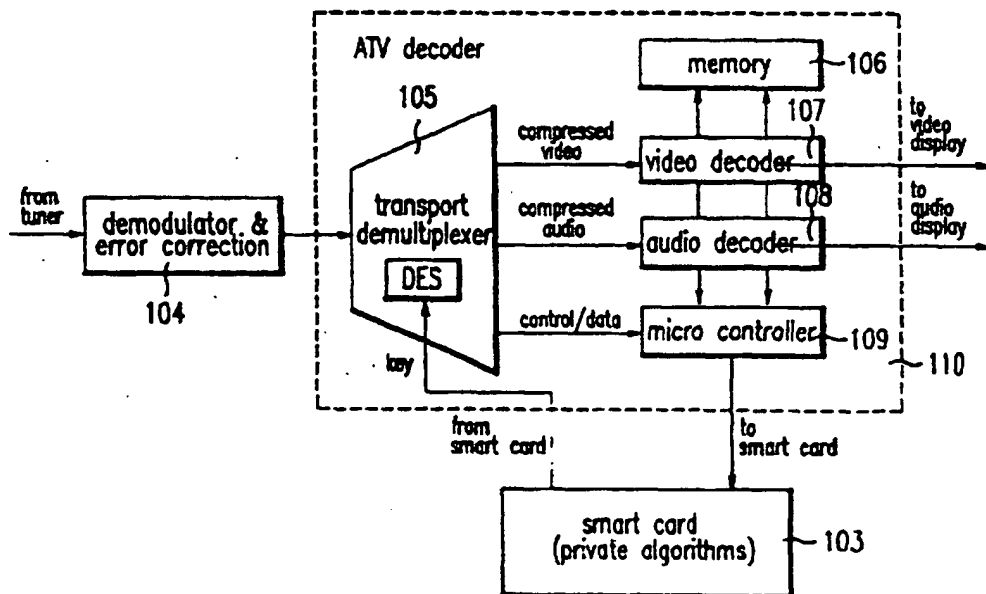 ATV decoder
memory
106
105
107
to
video
display
compressed
video
video decoder
from
tuner
demodulator &
error correction
104
transport
demultiplexer
DES
compressed
audio
108
audio decoder
to
audio
display
control/data
micro controller
109
110
key
from
smart card
to
smart card
smart card
(private algorithms)
103